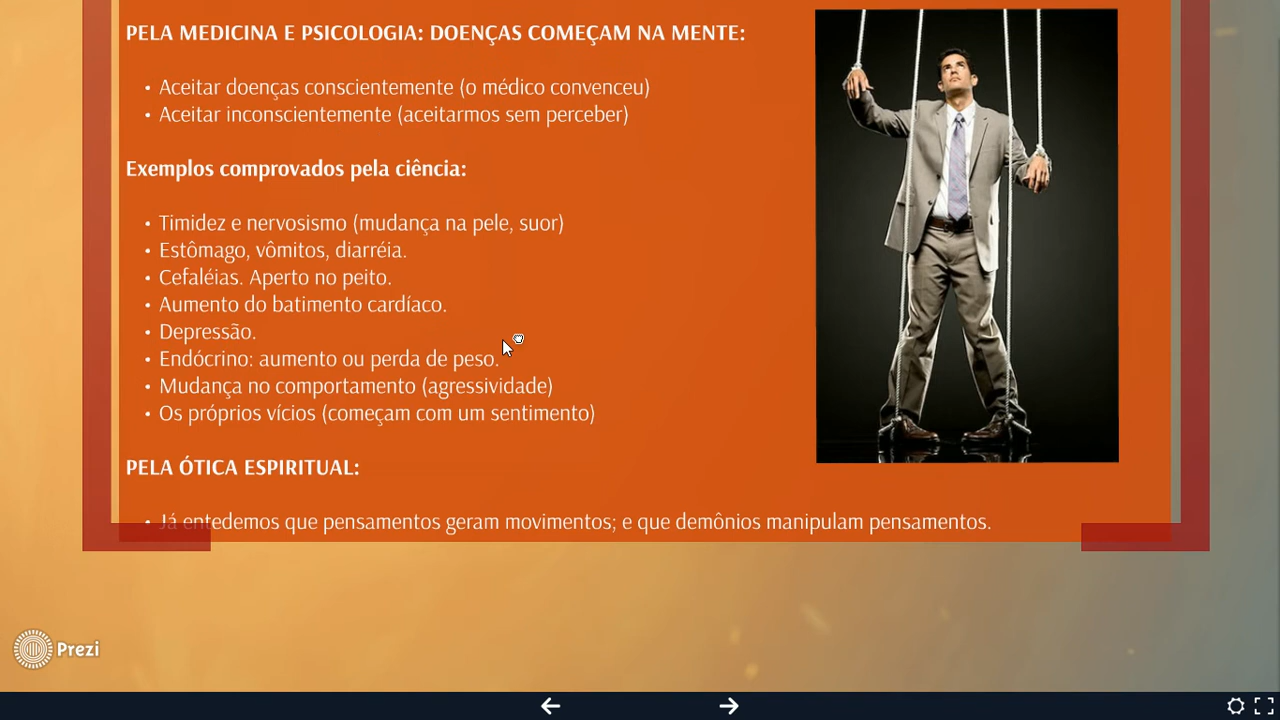 PELA MEDICINA E PSICOLOGIA: DOENÇAS COMEÇAM NA MENTE:
• Aceitar doenças conscientemente (o médico convenceu)
• Aceitar inconscientemente (aceitarmos sem perceber)
Exemplos comprovados pela ciência:
• Timidez e nervosismo (mudança na pele, suor)
• Estômago, vômitos, diarréia.
• Cefaléias. Aperto no peito.
• Aumento do batimento cardíaco.
• Depressão.
• Endócrino: aumento ou perda de peso.
• Mudança no comportamento (agressividade)
• Os próprios vícios (começam com um sentimento)
PELA ÓTICA ESPIRITUAL:
• Já entedemos que pensamentos geram movimentos; e que demônios manipulam pensamentos.
Prezi